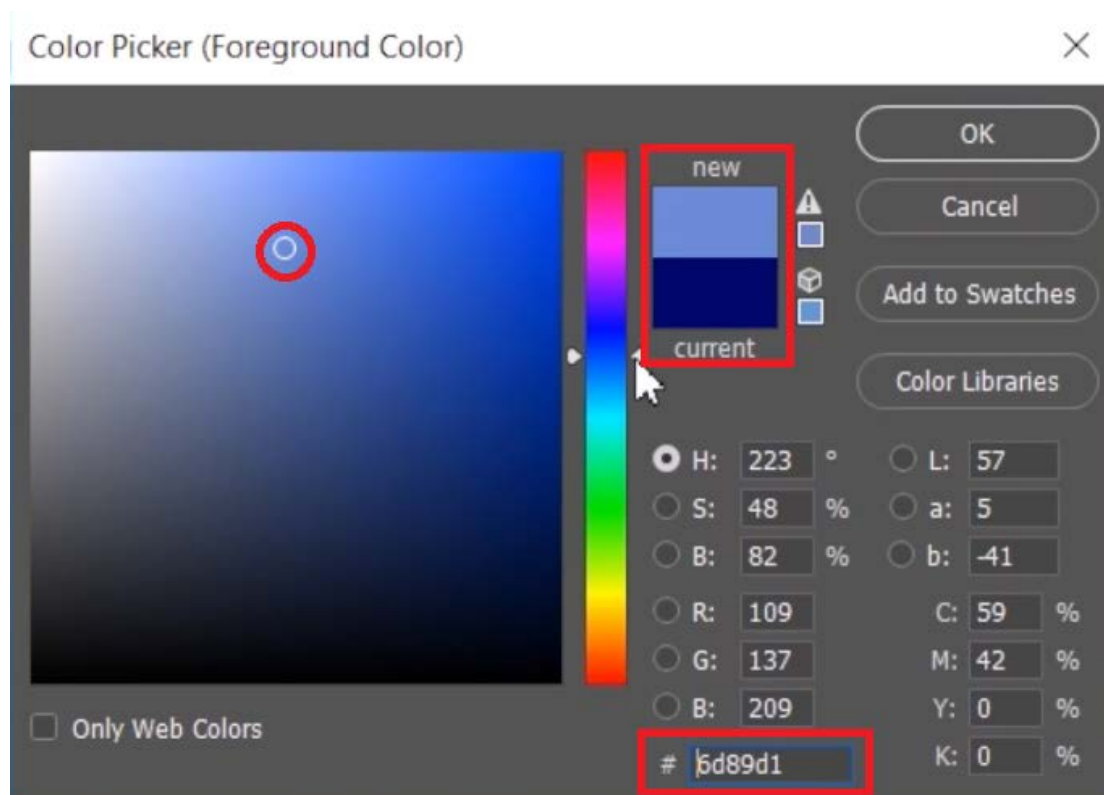 Color Picker (Foreground Color)
new
current
OK
Cancel
Add to Swatches
Color Libraries
H: 223 °
S: 48 %
B: 82 %
R: 109
G: 137
B: 209
# 6d89d1
L: 57
a: 5
b: -41
C: 59 %
M: 42 %
Y: 0 %
K: 0 %
Only Web Colors